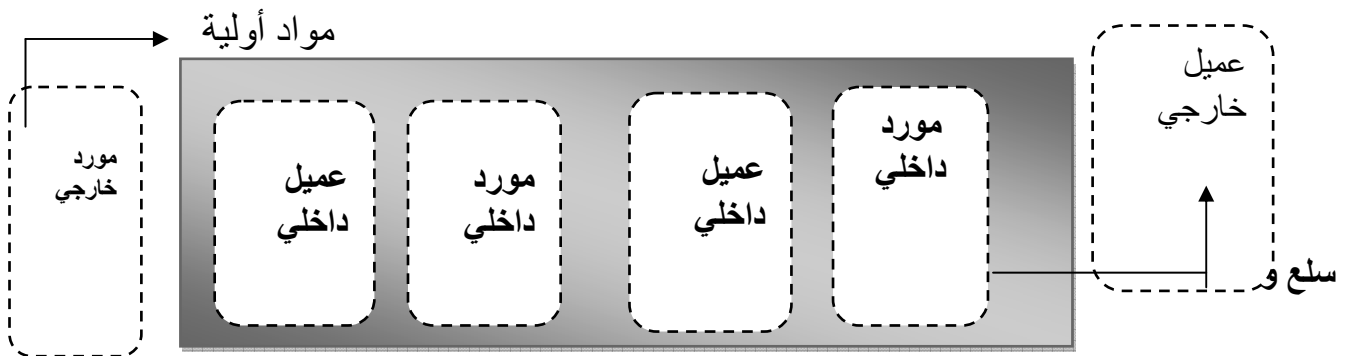 مواد أولية
عميل
خارجي
مورد
داخلي
عميل
داخلي
مورد
داخلي
عميل
داخلي
مورد
خارجي
سلع و